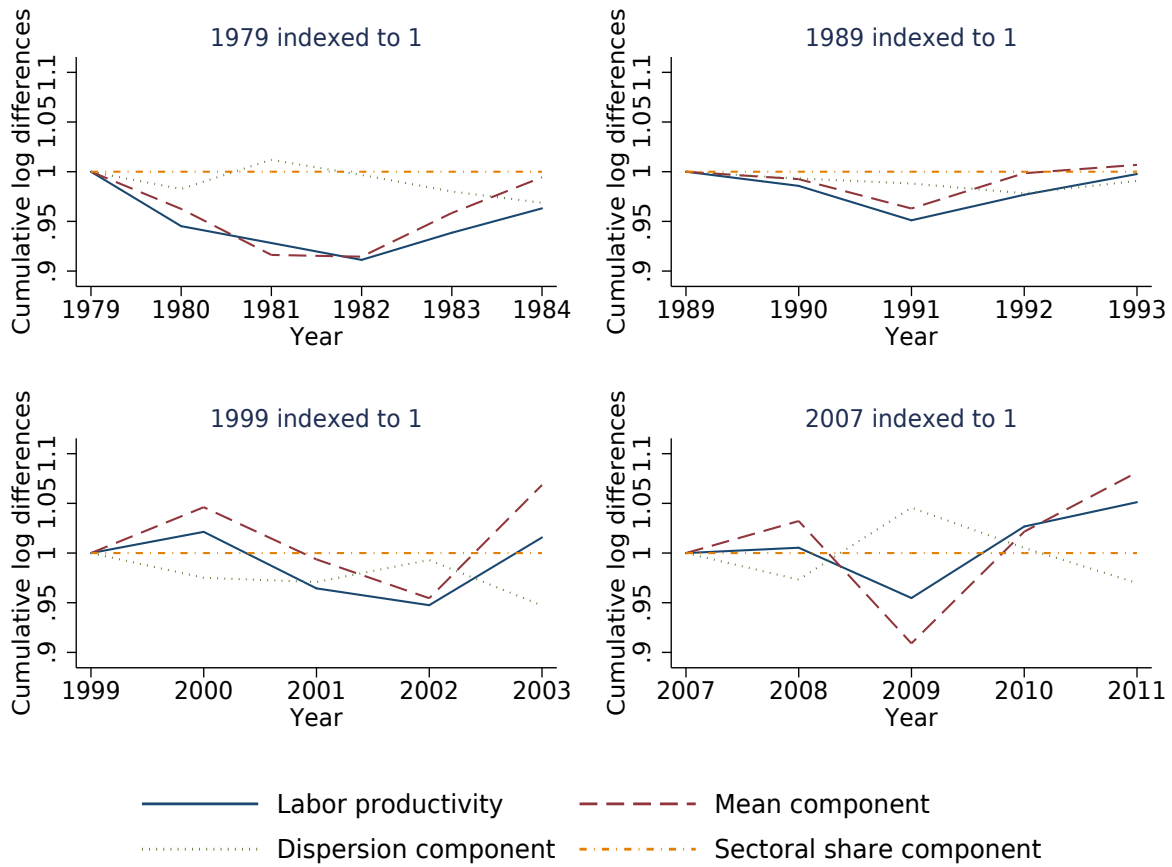 1979 indexed to 1
Cumulative log differences
.9 .95 1 1.05 1.1
1979 1980 1981 1982 1983 1984
Year
1989 indexed to 1
Cumulative log differences
.9 .95 1 1.05 1.1
1989 1990 1991 1992 1993
Year
1999 indexed to 1
Cumulative log differences
.9 .95 1 1.05 1.1
1999 2000 2001 2002 2003
Year
2007 indexed to 1
Cumulative log differences
.9 .95 1 1.05 1.1
2007 2008 2009 2010 2011
Year
Labor productivity Mean component
Dispersion component Sectoral share component